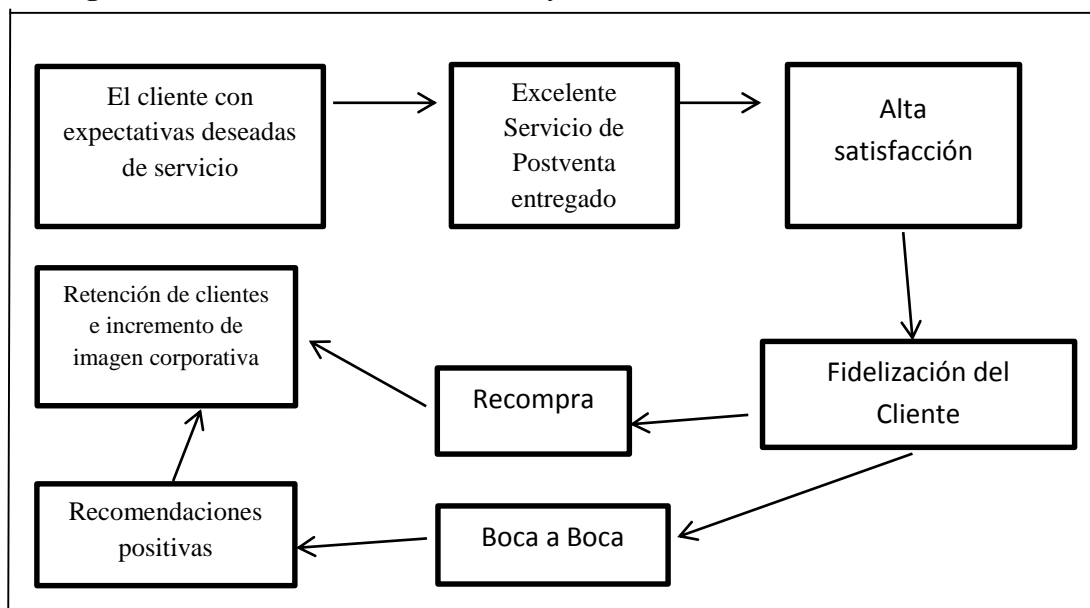 El cliente con
expectativas deseadas
de servicio
Excelente
Servicio de
Postventa
entregado
Alta
satisfacción
Retención de clientes
e incremento de
imagen corporativa
Recompra
Fidelización del
Cliente
Recomendaciones
positivas
Boca a Boca